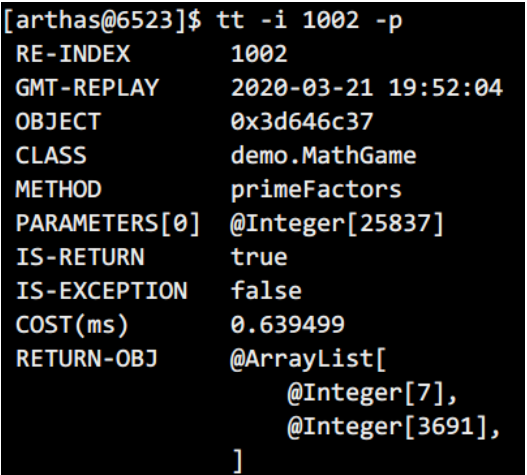 [arthas@6523]$ tt -i 1002 -p
RE-INDEX 1002
GMT-REPLAY 2020-03-21 19:52:04
OBJECT 0x3d646c37
CLASS demo.MathGame
METHOD primeFactors
PARAMETERS[0] @Integer[25837]
IS-RETURN true
IS-EXCEPTION false
COST(ms) 0.639499
RETURN-OBJ @ArrayList[
@Integer[7],
@Integer[3691],
]